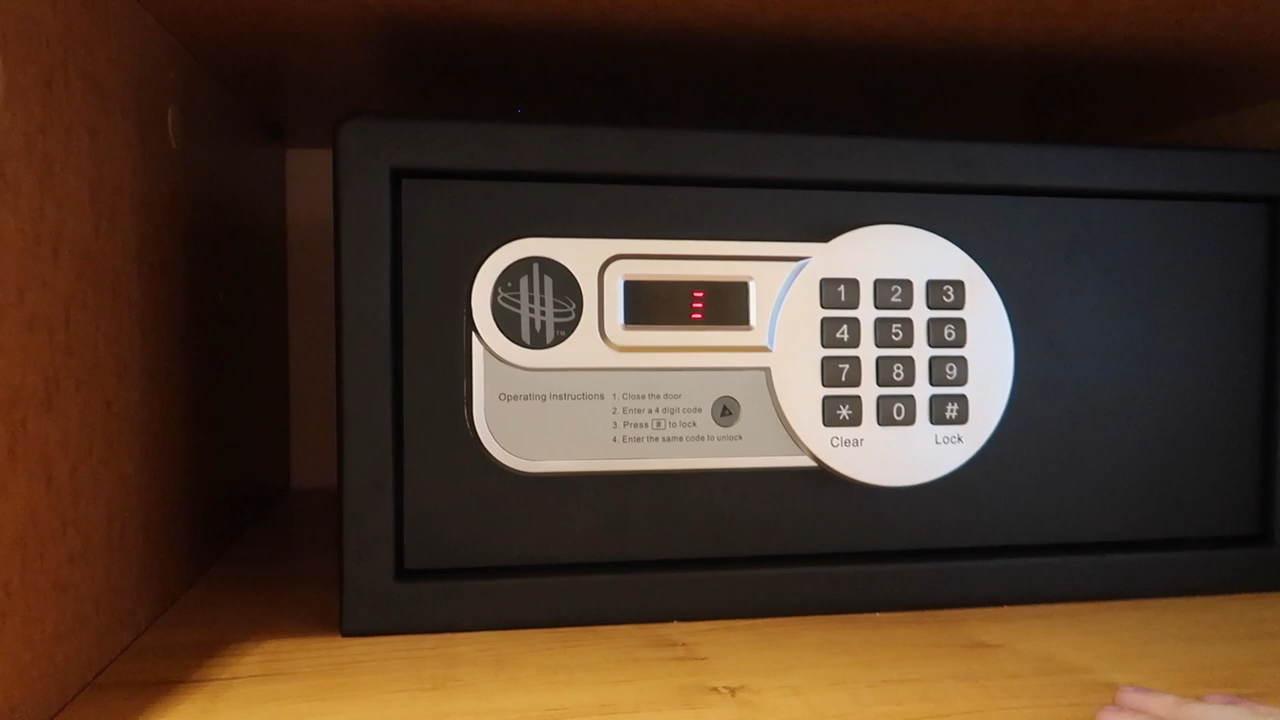 1 2 3
4 5 6
7 8 9
* 0 #
Clear Lock
Operating Instructions 1. Close the door
2. Enter a 4 digit code
3. Press # to lock
4. Enter the same code to unlock
TM